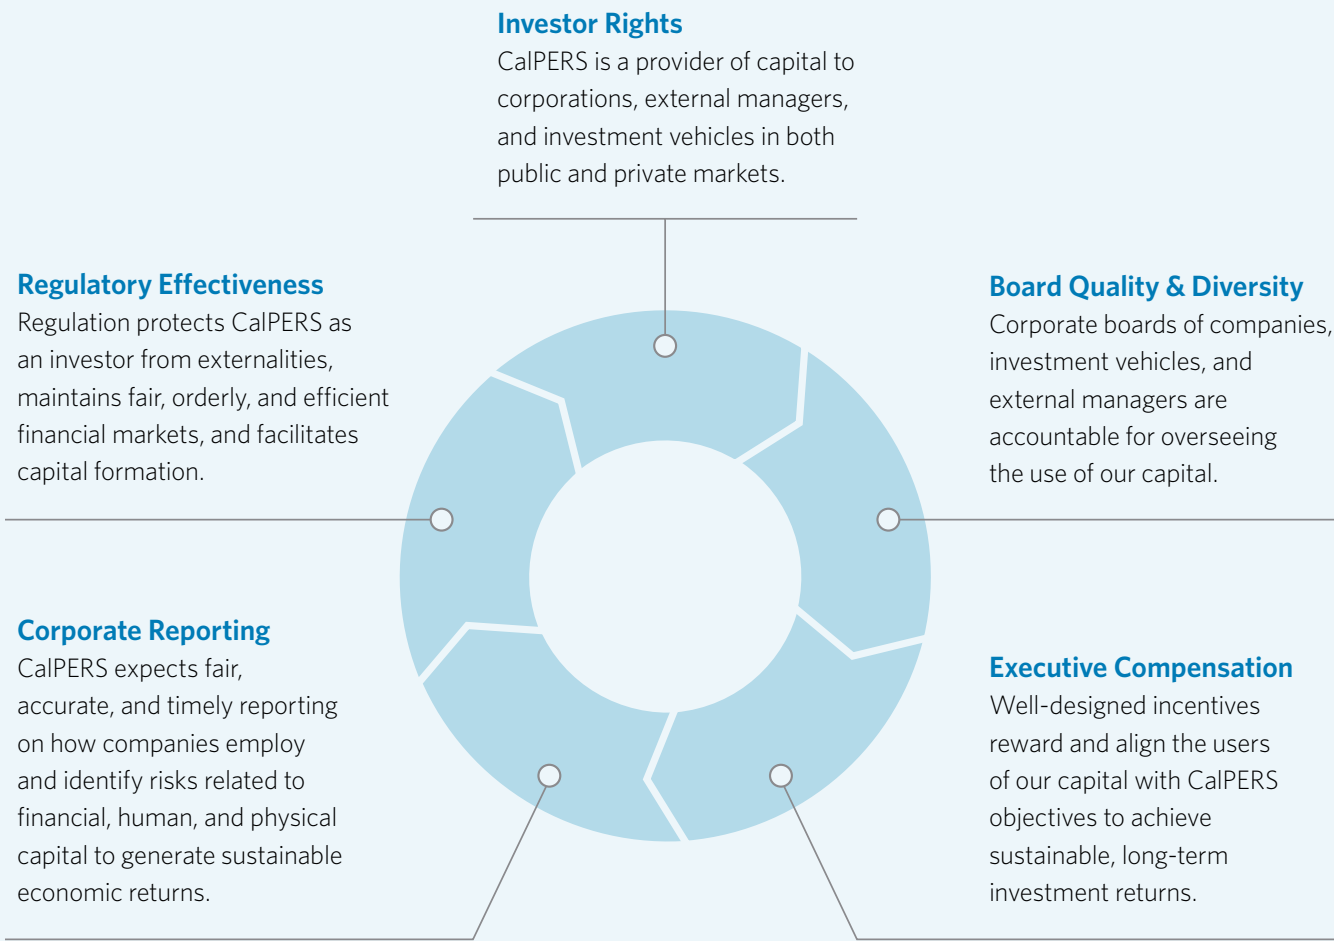 Investor Rights
CalPERS is a provider of capital to
corporations, external managers,
and investment vehicles in both
public and private markets.
Regulatory Effectiveness
Regulation protects CalPERS as
an investor from externalities,
maintains fair, orderly, and efficient
financial markets, and facilitates
capital formation.
Board Quality & Diversity
Corporate boards of companies,
investment vehicles, and
external managers are
accountable for overseeing
the use of our capital.
Corporate Reporting
CalPERS expects fair,
accurate, and timely reporting
on how companies employ
and identify risks related to
financial, human, and physical
capital to generate sustainable
economic returns.
Executive Compensation
Well-designed incentives
reward and align the users
of our capital with CalPERS
objectives to achieve
sustainable, long-term
investment returns.